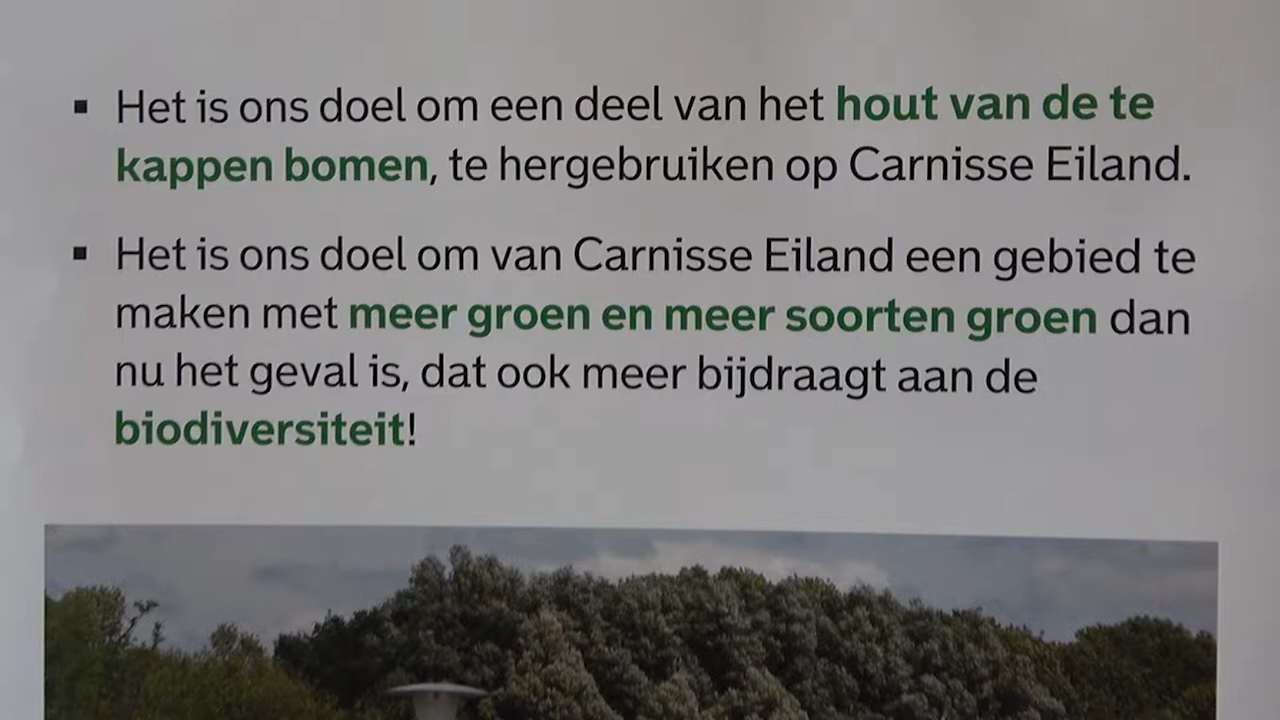 ▪ Het is ons doel om een deel van het hout van de te
kappen bomen, te hergebruiken op Carnisse Eiland.
▪ Het is ons doel om van Carnisse Eiland een gebied te
maken met meer groen en meer soorten groen dan
nu het geval is, dat ook meer bijdraagt aan de
biodiversiteit!